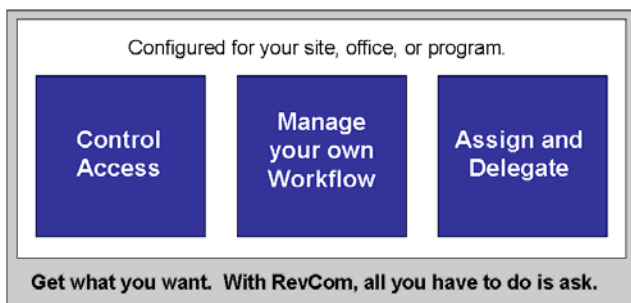 Configured for your site, office, or program.
Control
Access
Manage
your own
Workflow
Assign and
Delegate
Get what you want.  With RevCom, all you have to do is ask.